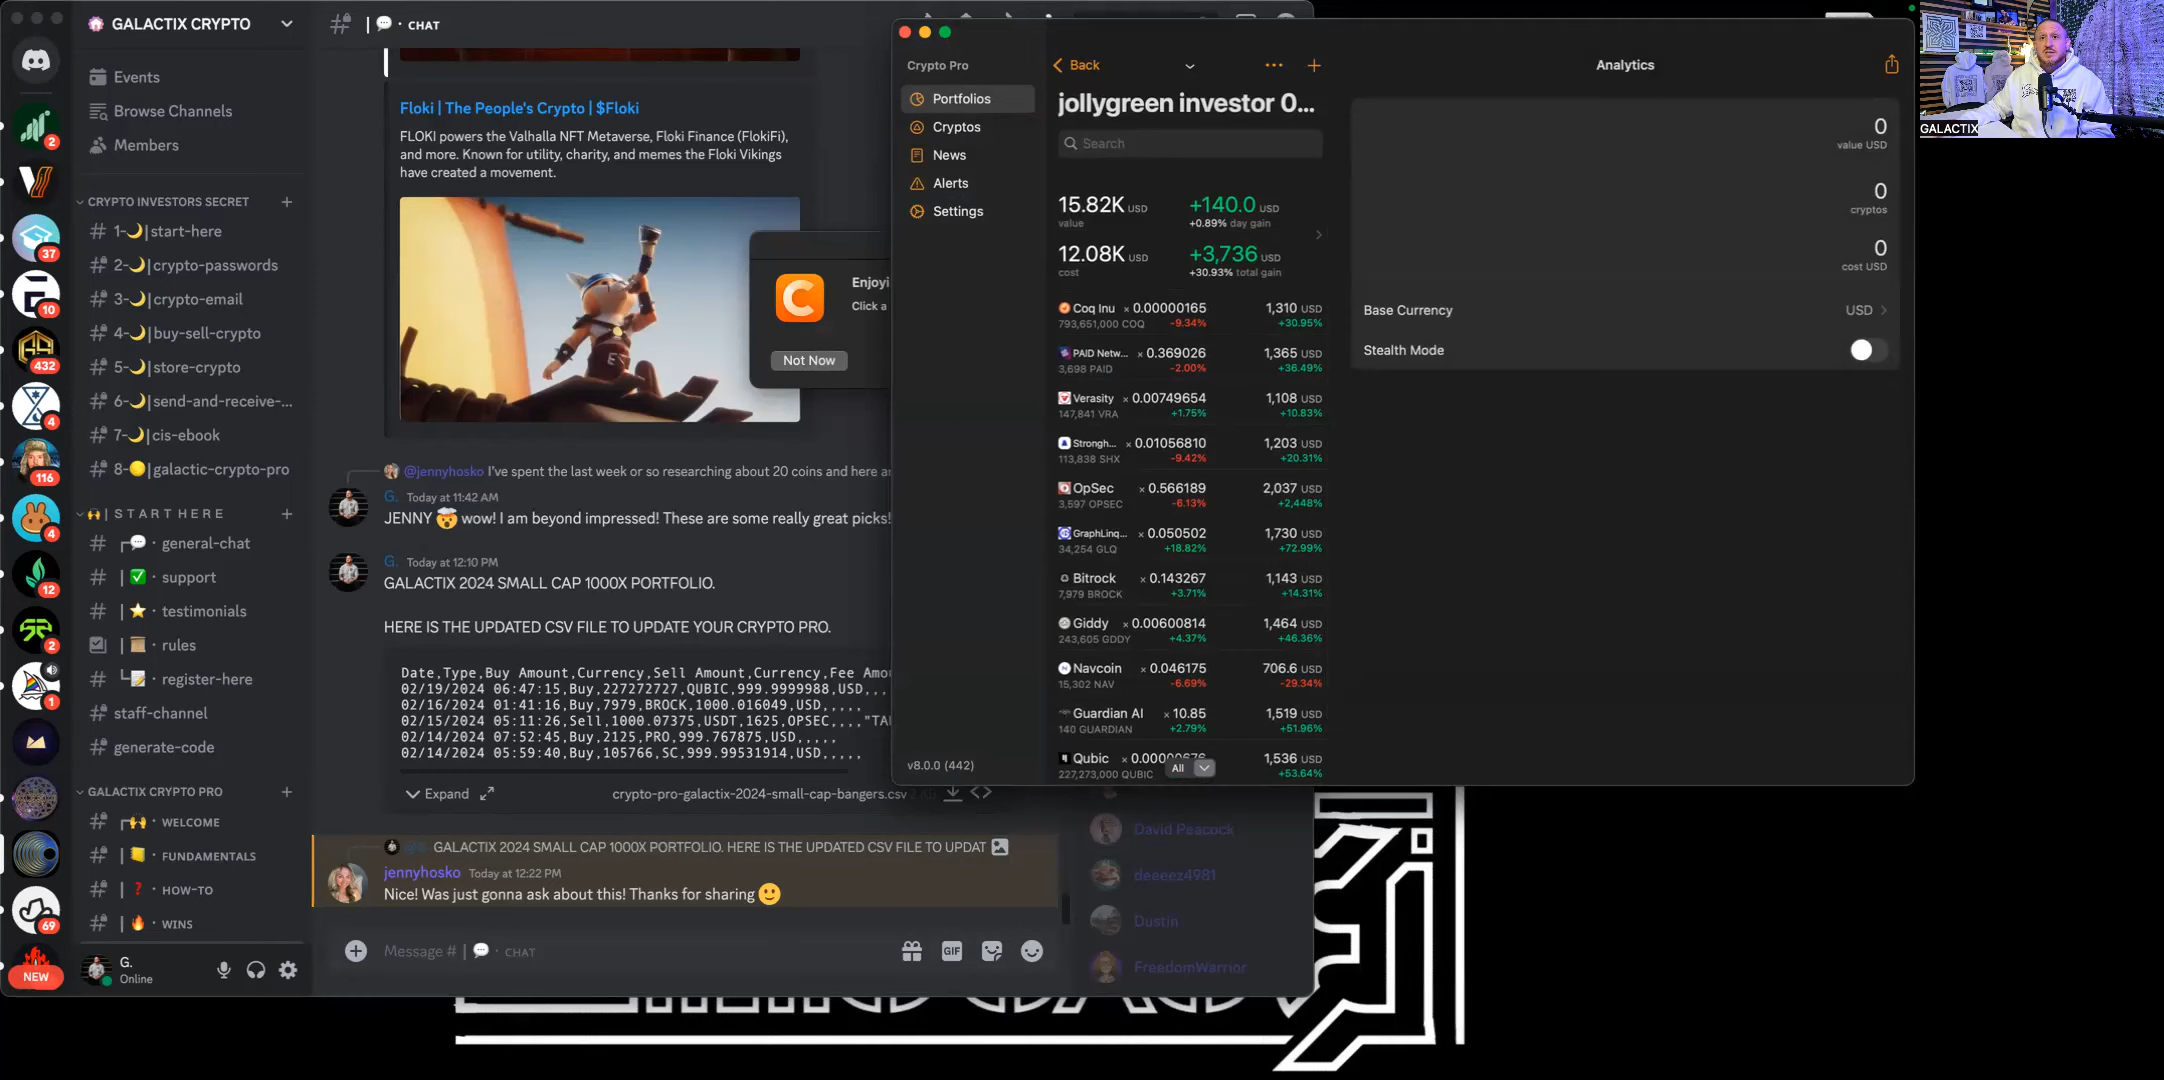 GALACTIX CRYPTO
Events
Browse Channels
Members
CRYPTO INVESTORS SECRET
1-🌙|start-here
2-🌙|crypto-passwords
3-🌙|crypto-email
4-🌙|buy-sell-crypto
5-🌙|store-crypto
6-🌙|send-and-receive-...
7-🌙|cis-ebook
8-🌕|galactic-crypto-pro
🙌| S T A R T H E R E
┌💬・general-chat
|✅・support
|⭐・testimonials
|📜・rules
└📝・register-here
staff-channel
generate-code
GALACTIX CRYPTO PRO
┌🙌・WELCOME
|📒・FUNDAMENTALS
|❓・HOW-TO
|🔥・WINS
G.
Online
2
37
10
432
4
116
4
12
2
1
69
NEW
|💬・CHAT
Floki | The People's Crypto | $Floki
FLOKI powers the Valhalla NFT Metaverse, Floki Finance (FlokiFi),
and more. Known for utility, charity, and memes the Floki Vikings
have created a movement.
Enjoyi
Click a
Not Now
@jennyhosko I've spent the last week or so researching about 20 coins and here a
G. Today at 11:42 AM
JENNY 🤯 wow! I am beyond impressed! These are some really great picks!
G. Today at 12:10 PM
GALACTIX 2024 SMALL CAP 1000X PORTFOLIO.
HERE IS THE UPDATED CSV FILE TO UPDATE YOUR CRYPTO PRO.
Date,Type,Buy Amount,Currency,Sell Amount,Currency,Fee Amou
02/19/2024 06:47:15,Buy,227272727,QUBIC,999.9999988,USD,,,
02/16/2024 01:41:16,Buy,7979,BROCK,1000.016049,USD,,,,,
02/15/2024 05:11:26,Sell,1000.07375,USDT,1625,OPSEC,,,,"TA
02/14/2024 07:52:45,Buy,2125,PRO,999.767875,USD,,,,,
02/14/2024 05:59:40,Buy,105766,SC,999.99531914,USD,,,,,
Expand
crypto-pro-galactix-2024-small-cap-bangers.csv
GALACTIX 2024 SMALL CAP 1000X PORTFOLIO. HERE IS THE UPDATED CSV FILE TO UPDAT
jennyhosko Today at 12:22 PM
Nice! Was just gonna ask about this! Thanks for sharing 🙂
Message #|💬・CHAT
GIF
David Peacock
deeeez4981
Dustin
FreedomWarrior
Crypto Pro
Portfolios
Cryptos
News
Alerts
Settings
v8.0.0 (442)
Back
jollygreen investor 0...
Search
15.82K USD +140.0 USD
value +0.89% day gain
12.08K USD +3,736 USD
cost +30.93% total gain
Coq Inu × 0.00000165 1,310 USD
793,651,000 COQ -9.34% +30.95%
PAID Netw... × 0.369026 1,365 USD
3,698 PAID -2.00% +36.49%
Verasity × 0.00749654 1,108 USD
147,841 VRA +1.75% +10.83%
Strongh... × 0.01056810 1,203 USD
113,838 SHX -9.42% +20.31%
OpSec × 0.566189 2,037 USD
3,597 OPSEC -6.13% +2,448%
GraphLinq... × 0.050502 1,730 USD
34,254 GLQ +18.82% +72.99%
Bitrock × 0.143267 1,143 USD
7,979 BROCK +3.71% +14.31%
Giddy × 0.00600814 1,464 USD
243,605 GDDY +4.37% +46.36%
Navcoin × 0.046175 706.6 USD
15,302 NAV -6.69% -29.34%
Guardian AI × 10.85 1,519 USD
140 GUARDIAN +2.79% +51.96%
Qubic 1,536 USD
227,273,000 QUBIC +53.64%
All
Analytics
0
value USD
0
cryptos
0
cost USD
Base Currency USD
Stealth Mode
GALACTIX